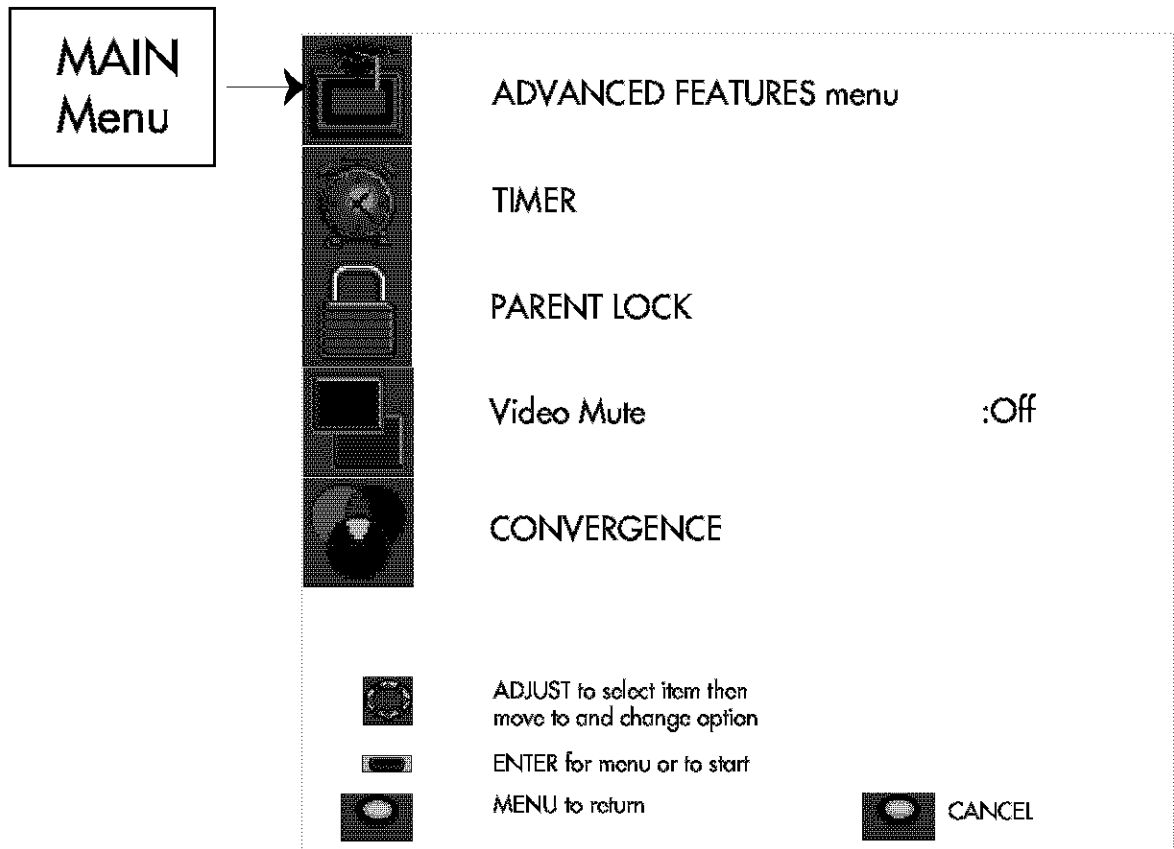 MAIN
Menu
ADVANCED FEATURES menu
TIMER
PARENT LOCK
Video Mute :Off
CONVERGENCE
ADJUST to select item then
move to and change option
ENTER for menu or to start
MENU to return CANCEL